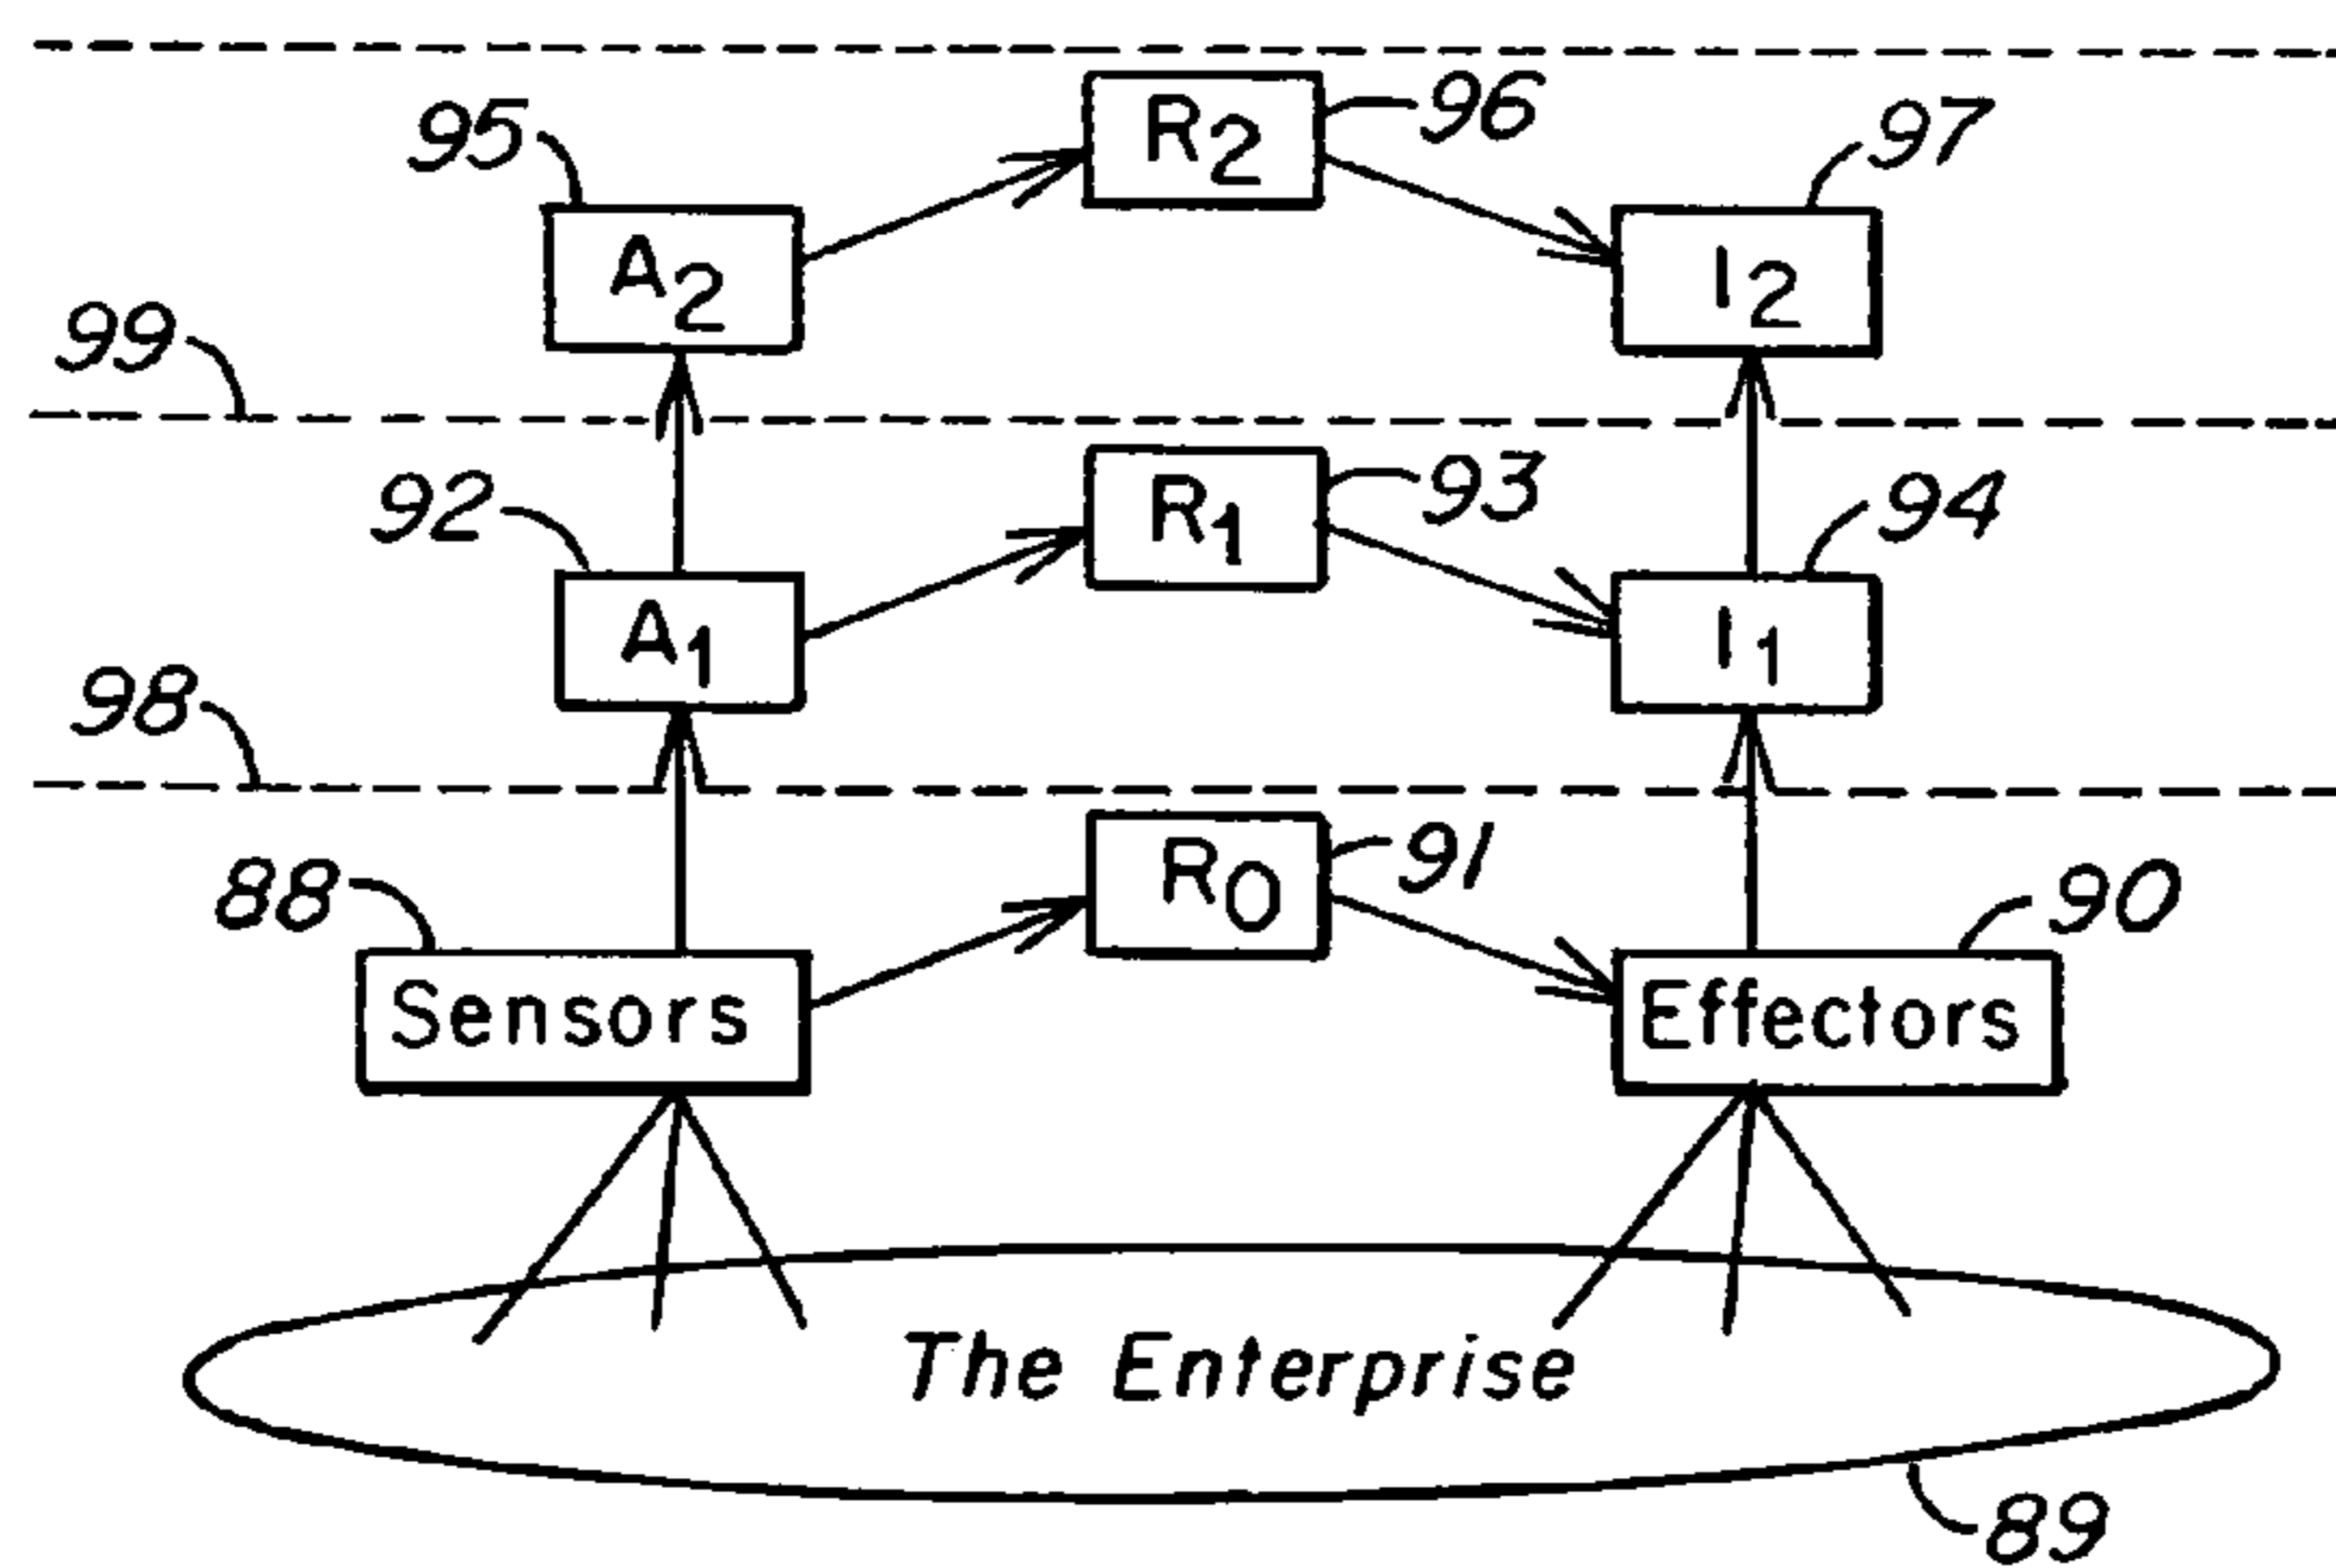 95 R2 96 97
A2 I2
99
92 R1 93 94
A1 I1
98
88 R0 91 90
Sensors Effectors
The Enterprise
89